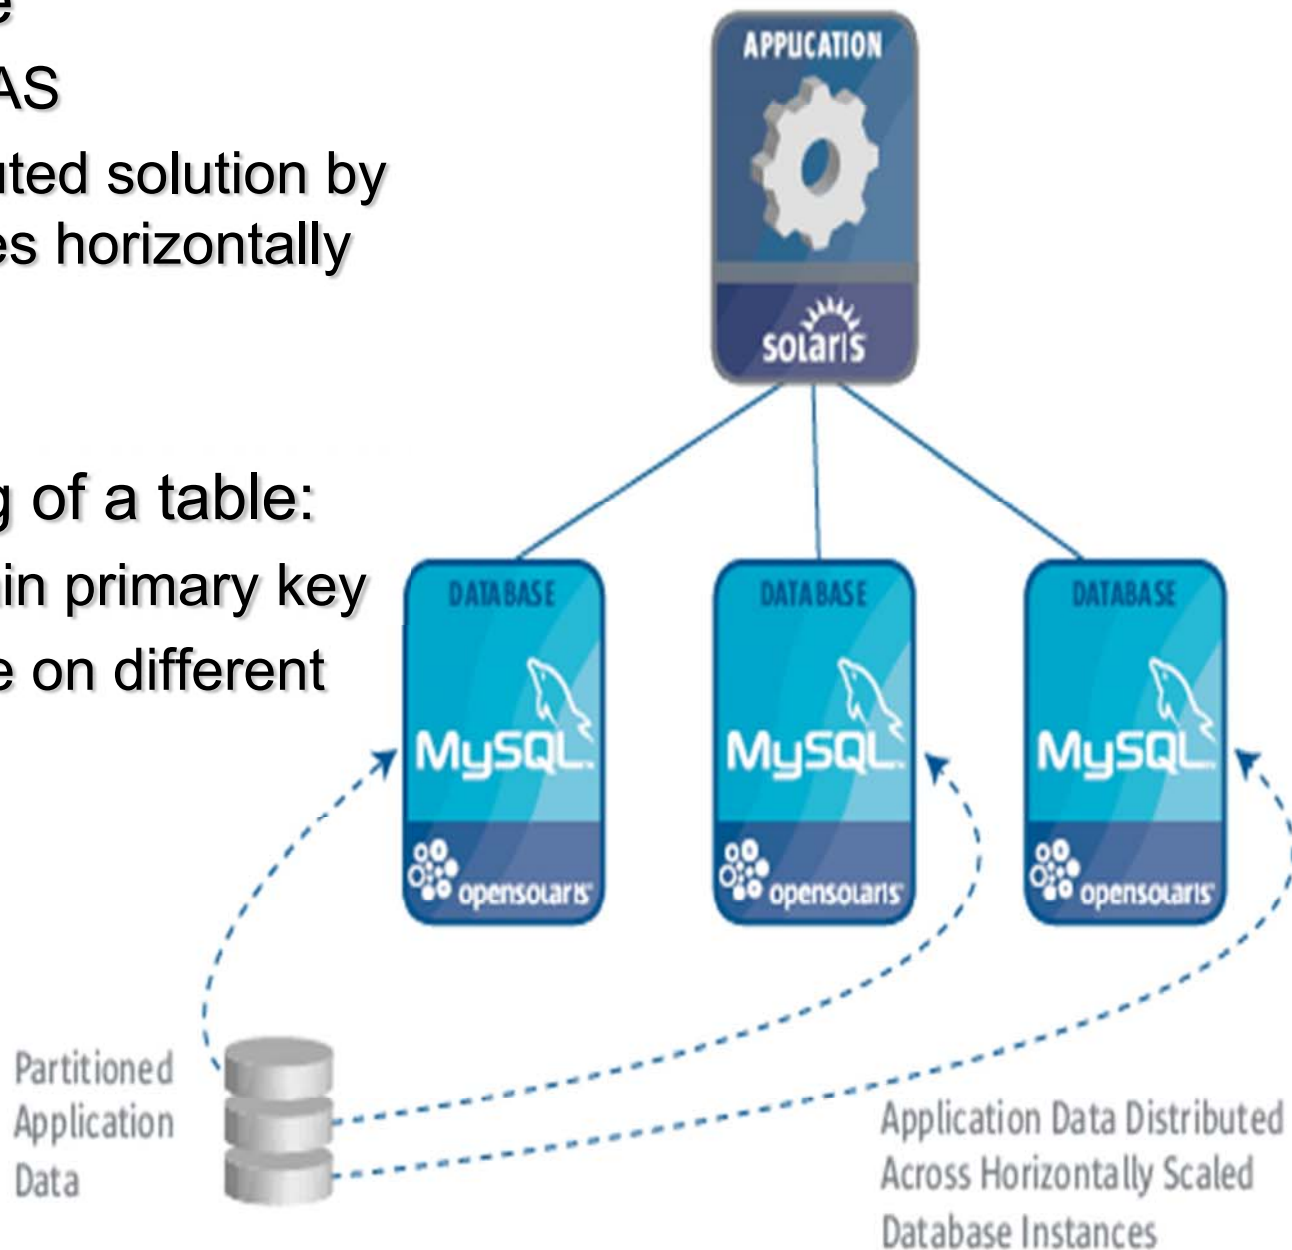 AS
uted solution by
es horizontally
g of a table:
in primary key
e on different
APPLICATION
solaris
DATABASE
MySQL
opensolaris
DATABASE
MySQL
opensolaris
DATABASE
MySQL
opensolaris
Partitioned
Application
Data
Application Data Distributed
Across Horizontally Scaled
Database Instances